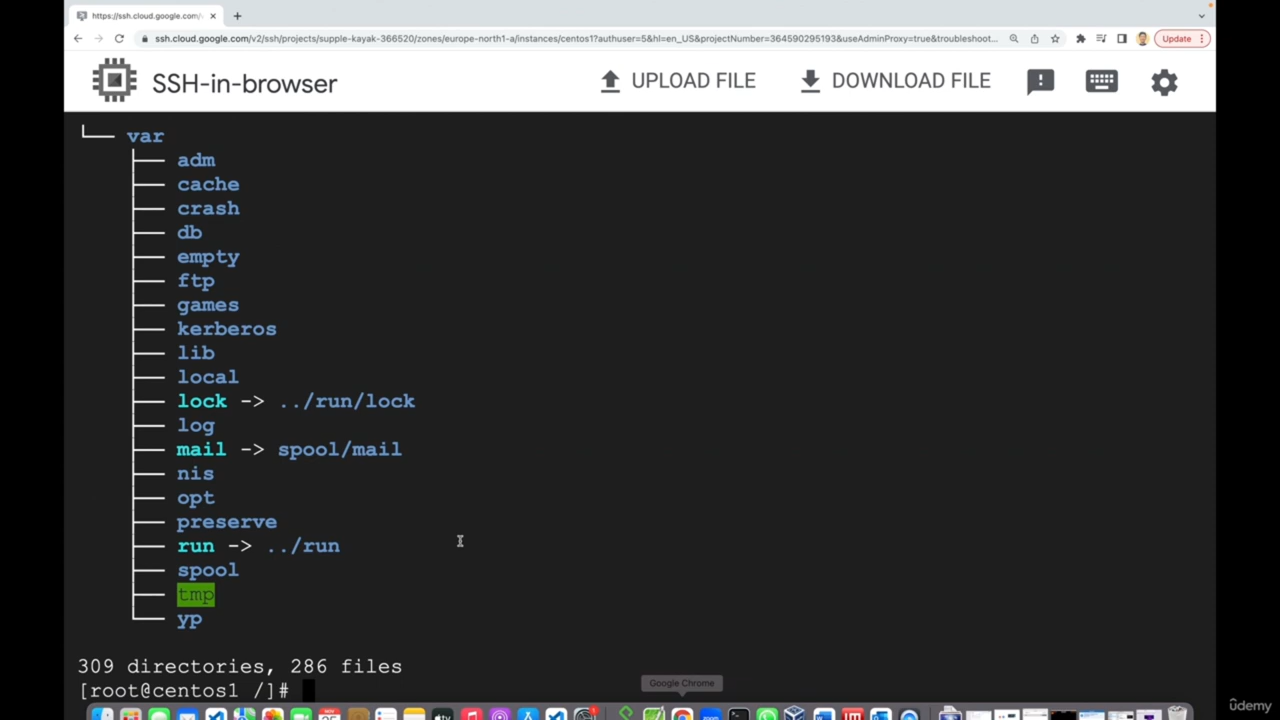 https://ssh.cloud.google.com/v
ssh.cloud.google.com/v2/ssh/projects/supple-kayak-366520/zones/europe-north1-a/instances/centos1?authuser=5&hl=en_US&projectNumber=364590295193&useAdminProxy=true&troubleshoot...
Update
SSH-in-browser
UPLOAD FILE
DOWNLOAD FILE
└── var
├── adm
├── cache
├── crash
├── db
├── empty
├── ftp
├── games
├── kerberos
├── lib
├── local
├── lock -> ../run/lock
├── log
├── mail -> spool/mail
├── nis
├── opt
├── preserve
├── run -> ../run
├── spool
├── tmp
└── yp
309 directories, 286 files
[root@centos1 /]#
Google Chrome
ûdemy